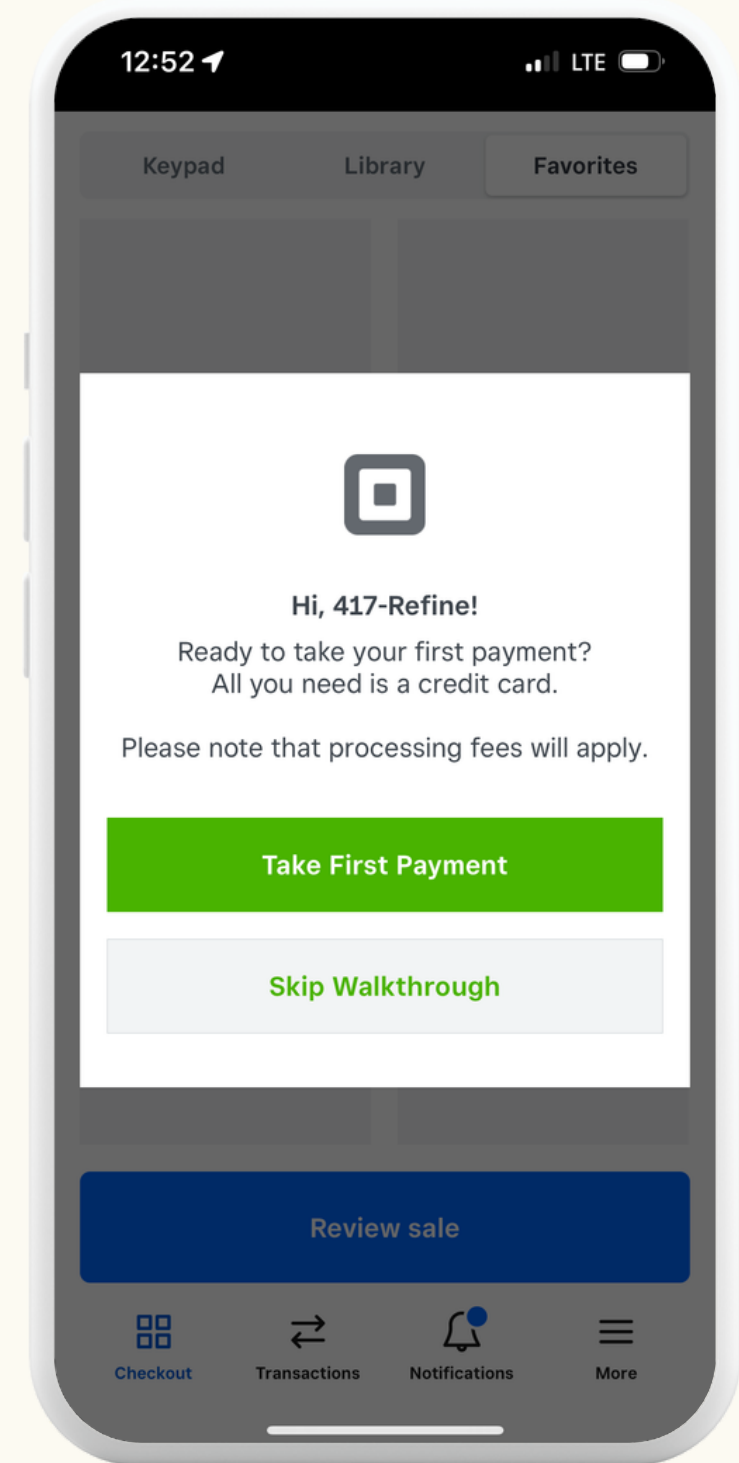 12:52
LTE
Keypad
Library
Favorites
Hi, 417-Refine!
Ready to take your first payment?
All you need is a credit card.
Please note that processing fees will apply.
Take First Payment
Skip Walkthrough
Review sale
Checkout
Transactions
Notifications
More